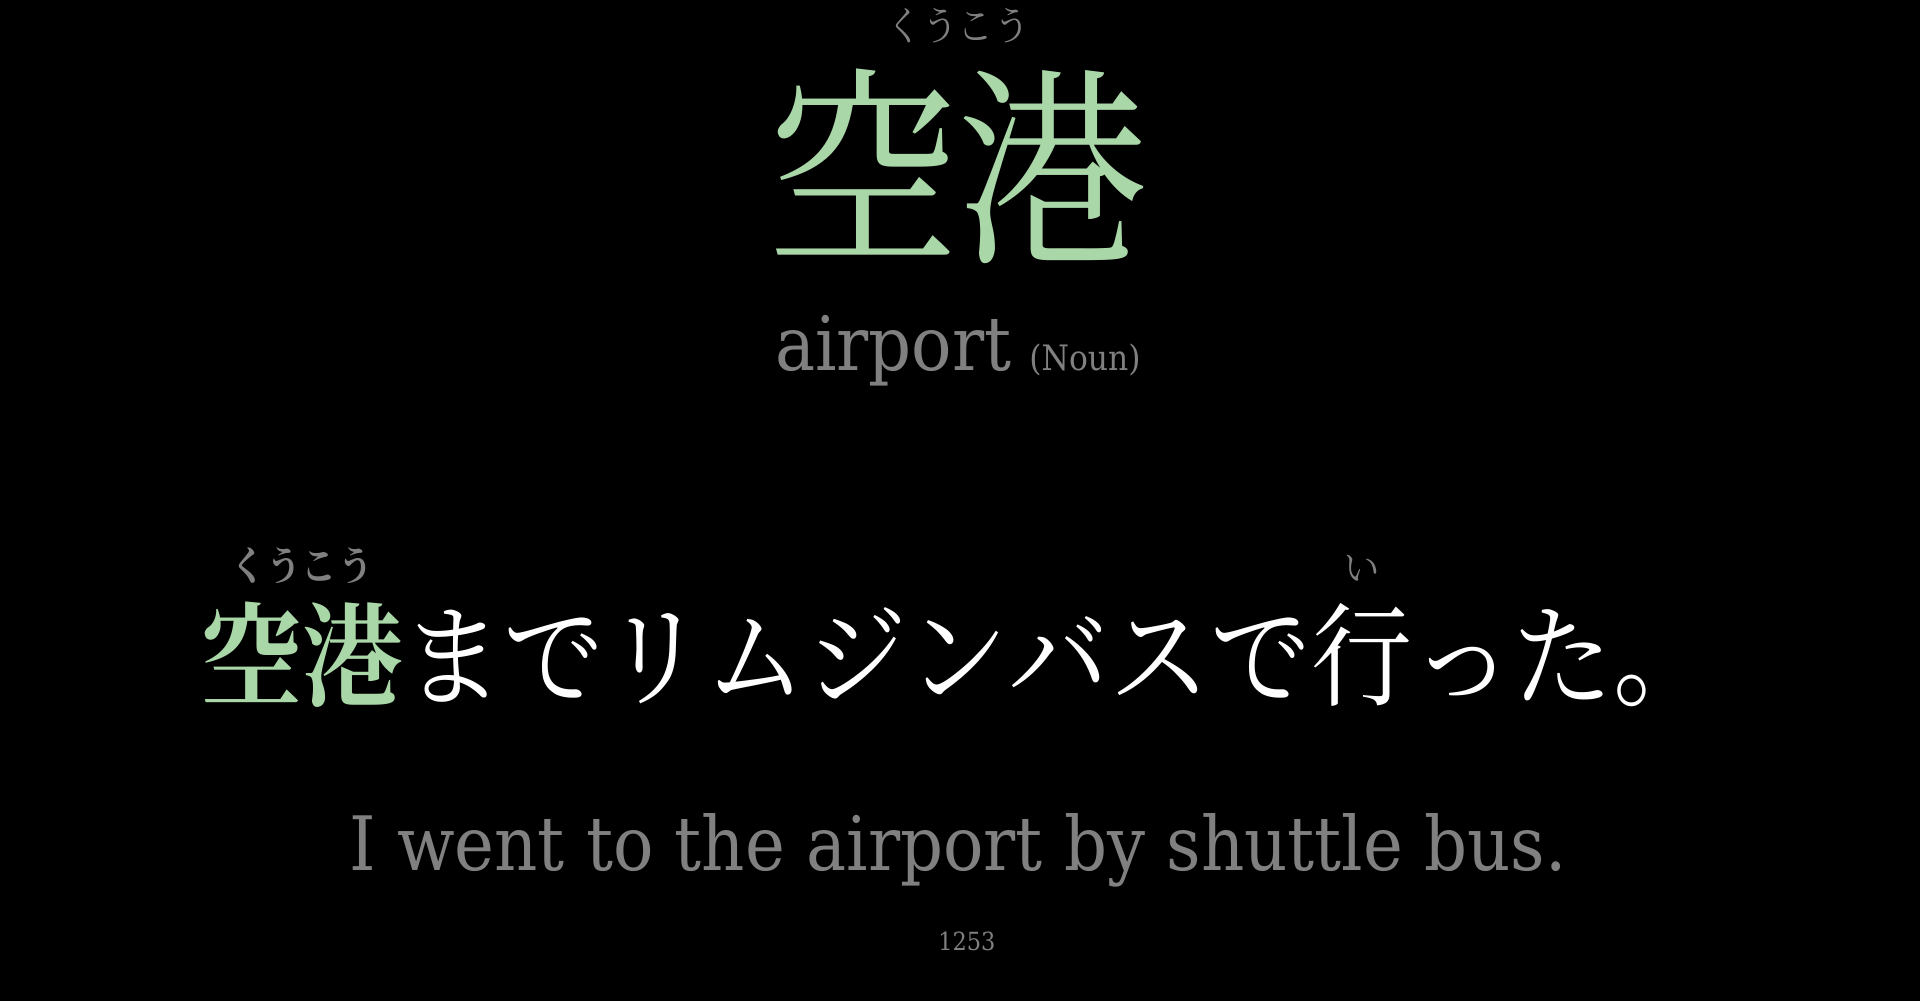 くうこう
空港
airport (Noun)
くうこう い
空港までリムジンバスで行った。
I went to the airport by shuttle bus.
1253